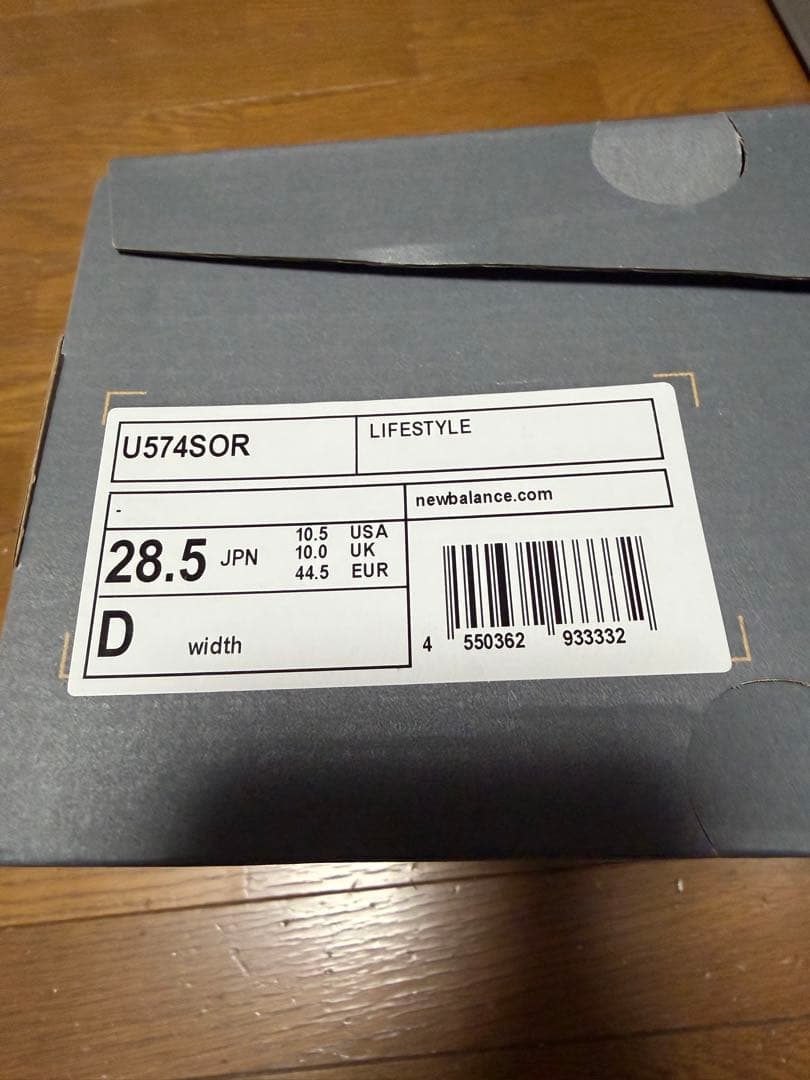 U574SOR
LIFESTYLE
-
newbalance.com
28.5 JPN
10.5 USA
10.0 UK
44.5 EUR
D width
4 550362 933332